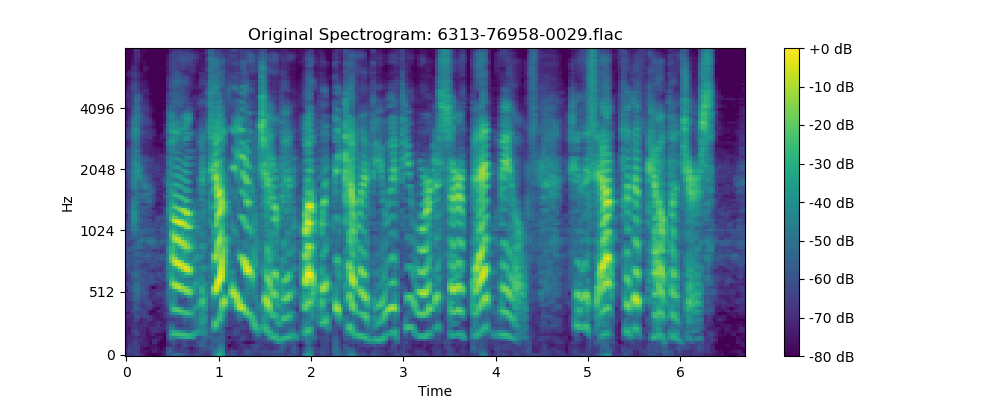 Original Spectrogram: 6313-76958-0029.flac
Hz
4096
2048
1024
512
0
0 1 2 3 4 5 6
Time
+0 dB
-10 dB
-20 dB
-30 dB
-40 dB
-50 dB
-60 dB
-70 dB
-80 dB